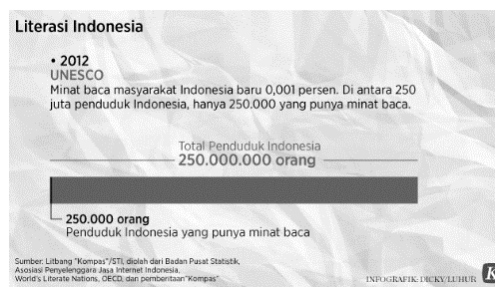 Literasi Indonesia
• 2012
UNESCO
Minat baca masyarakat Indonesia baru 0,001 persen. Di antara 250
juta penduduk Indonesia, hanya 250.000 yang punya minat baca.
Total Penduduk Indonesia
250.000.000 orang
250.000 orang
Penduduk Indonesia yang punya minat baca
Sumber: Litbang "Kompas"/STI, diolah dari Badan Pusat Statistik,
Asosiasi Penyelenggara Jasa Internet Indonesia,
World's Literate Nations, OECD, dan pemberitaan "Kompas"
INFOGRAFIK: DICKY/LUHUR
K